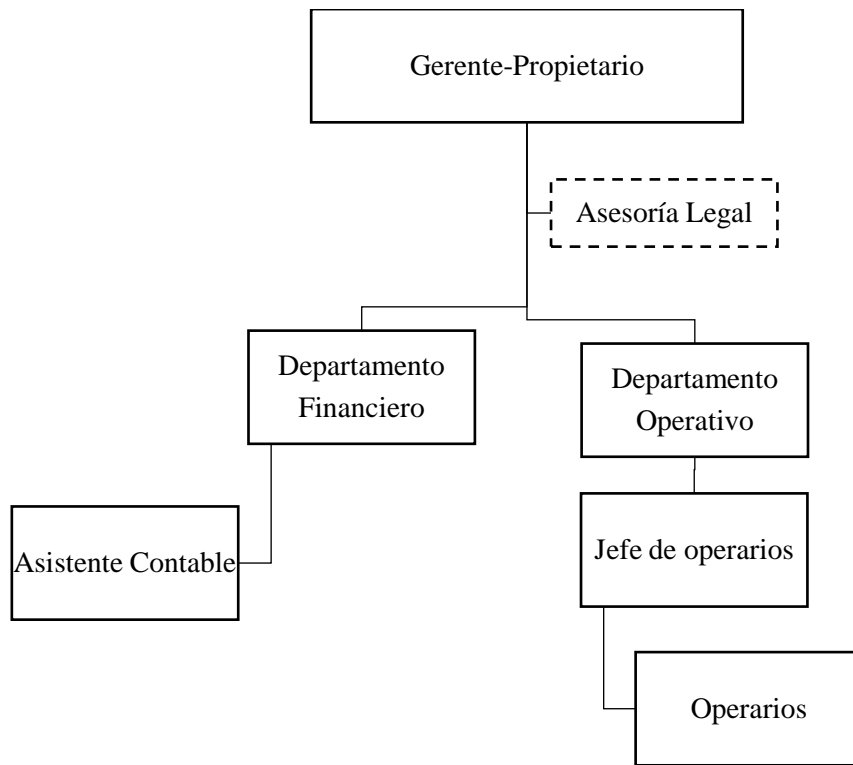 Gerente-Propietario
Asesoría Legal
Departamento
Financiero
Departamento
Operativo
Asistente Contable
Jefe de operarios
Operarios